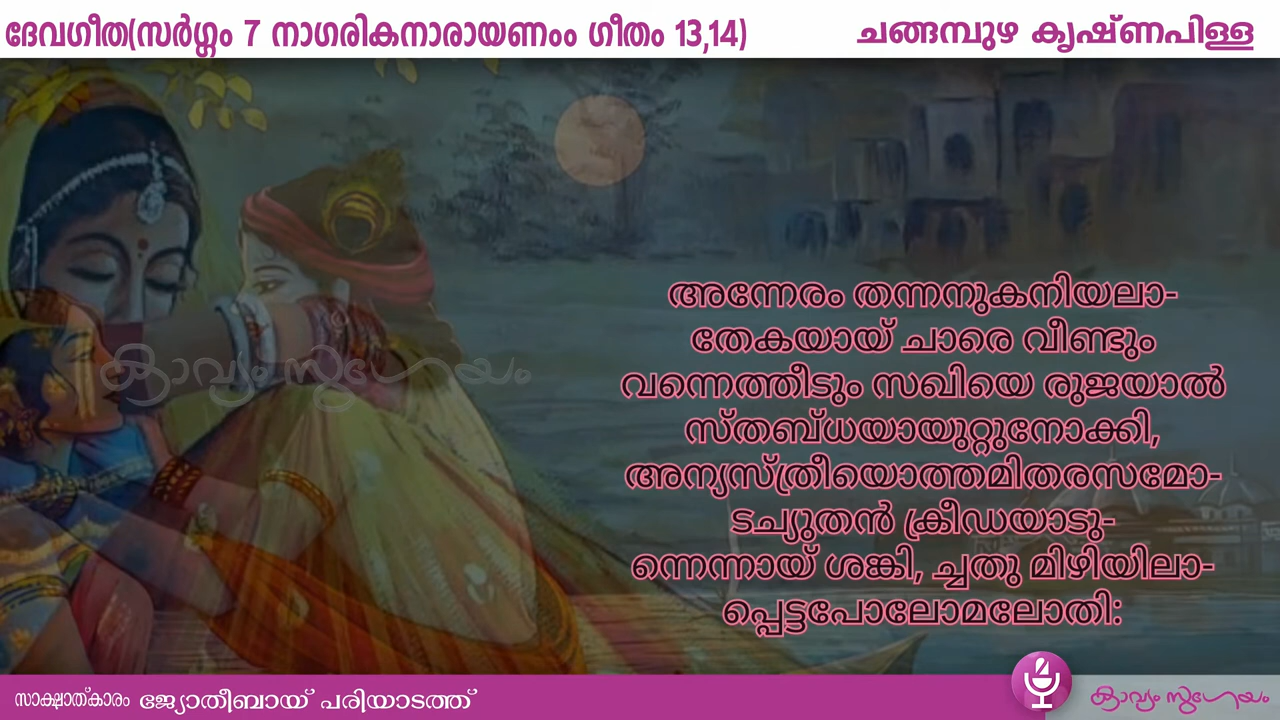 ദേവഗീത(സർഗ്ഗം 7 നാഗരികനാരായണംം ഗീതം 13,14)
ചങ്ങമ്പുഴ കൃഷ്ണപിള്ള
അന്നേരം തന്നനുകനിയലാ-
തേകയായ് ചാരെ വീണ്ടും
വന്നെത്തീടും സഖിയെ രുജയാൽ
സ്തബ്ധയായുറ്റുനോക്കി,
അന്യസ്ത്രീയൊത്തമിതരസമോ-
ടച്യുതൻ ക്രീഡയാടു-
ന്നെന്നായ് ശങ്കി, ച്ചതു മിഴിയിലാ-
പ്പെട്ടപോലോമലോതി:
കാവ്യം സുഗേയം
സാക്ഷാത്കാരം ജ്യോതീബായ് പരിയാടത്ത്
കാവ്യം സുഗേയം